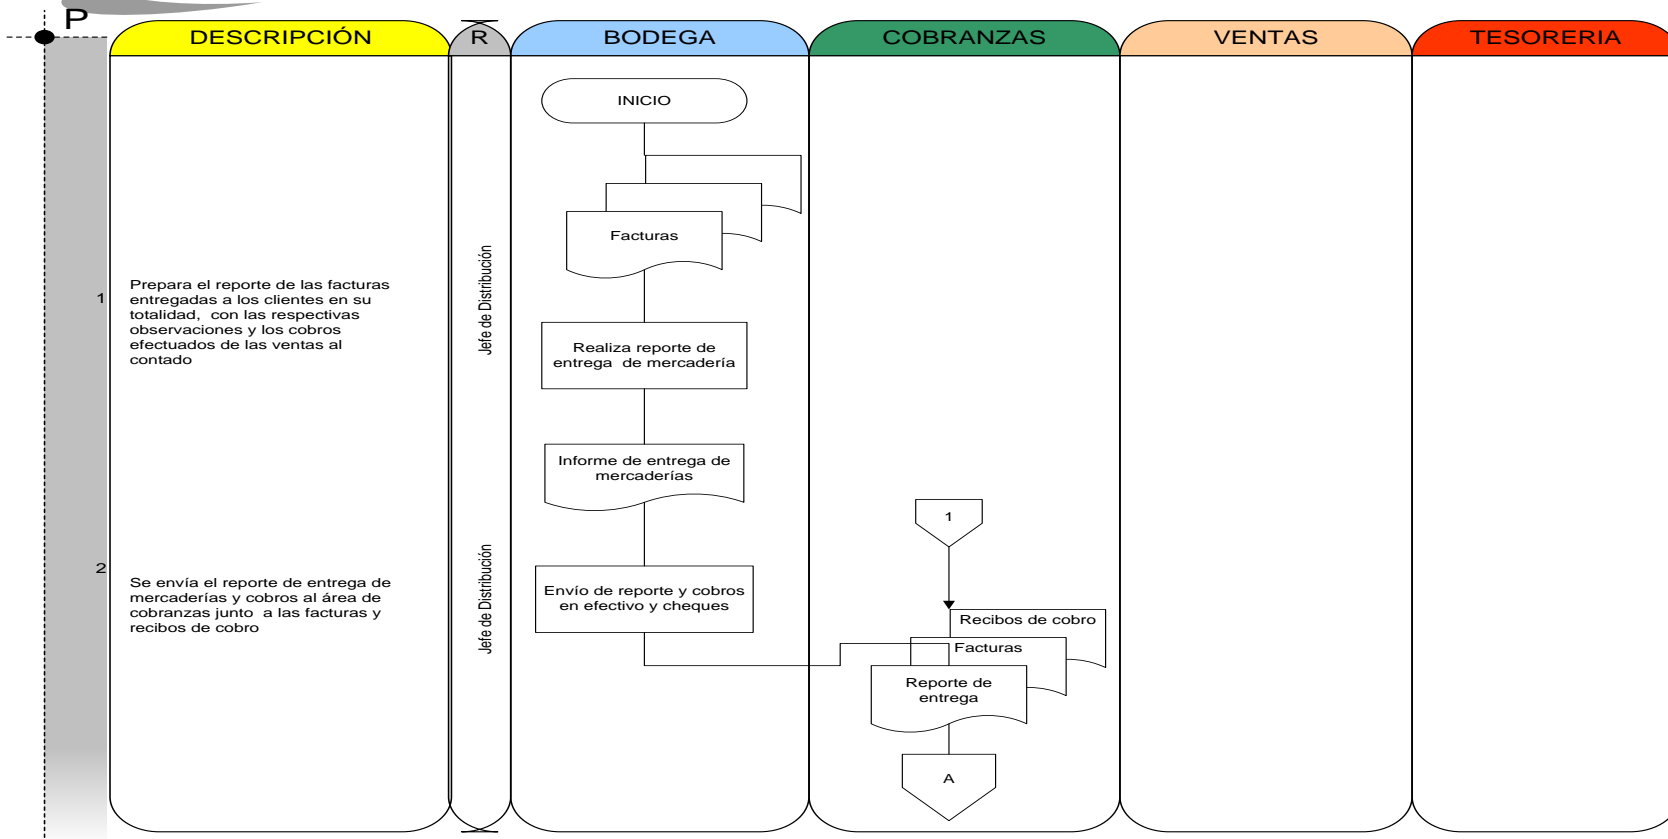 P
DESCRIPCIÓN
R
BODEGA
COBRANZAS
VENTAS
TESORERIA
INICIO
Facturas
1
Prepara el reporte de las facturas
entregadas a los clientes en su
totalidad, con las respectivas
observaciones y los cobros
efectuados de las ventas al
contado
Jefe de Distribución
Realiza reporte de
entrega de mercadería
Informe de entrega de
mercaderías
1
2
Se envía el reporte de entrega de
mercaderías y cobros al área de
cobranzas junto a las facturas y
recibos de cobro
Jefe de Distribución
Envío de reporte y cobros
en efectivo y cheques
Recibos de cobro
Facturas
Reporte de
entrega
A